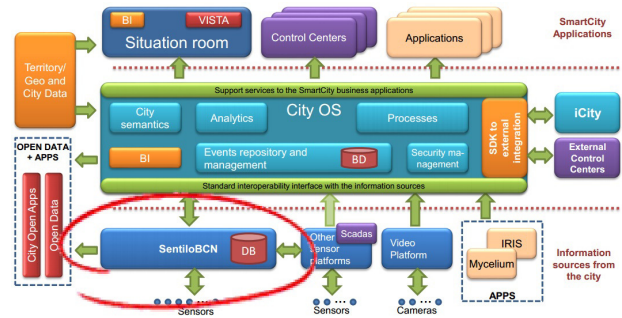 BI
VISTA
Situation room
Control Centers
Applications
SmartCity
Applications
Territory/
Geo and
City Data
Support services to the SmartCity business applications
City OS
City
semantics
Analytics
Processes
BI
Events repository and
management
BD
Security ma-
nagement
SDK to
external
integration
iCity
External
Control
Centers
Standard interoperability interface with the information sources
OPEN DATA
+ APPS
City Open Apps
Open Data
SentiloBCN
DB
Other
sensor
platforms
Scadas
Video
Platform
IRIS
Mycelium
APPS
Information
sources from
the city
Sensors
Sensors
Cameras